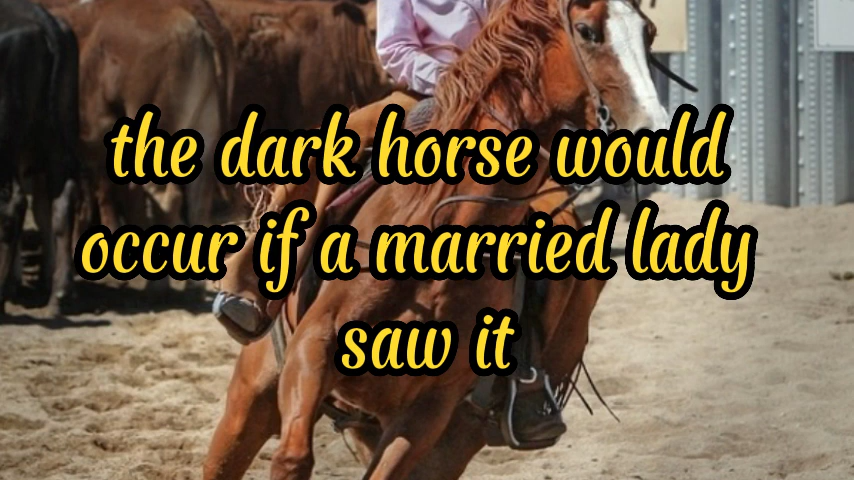 the dark horse would
occur if a married lady
saw it